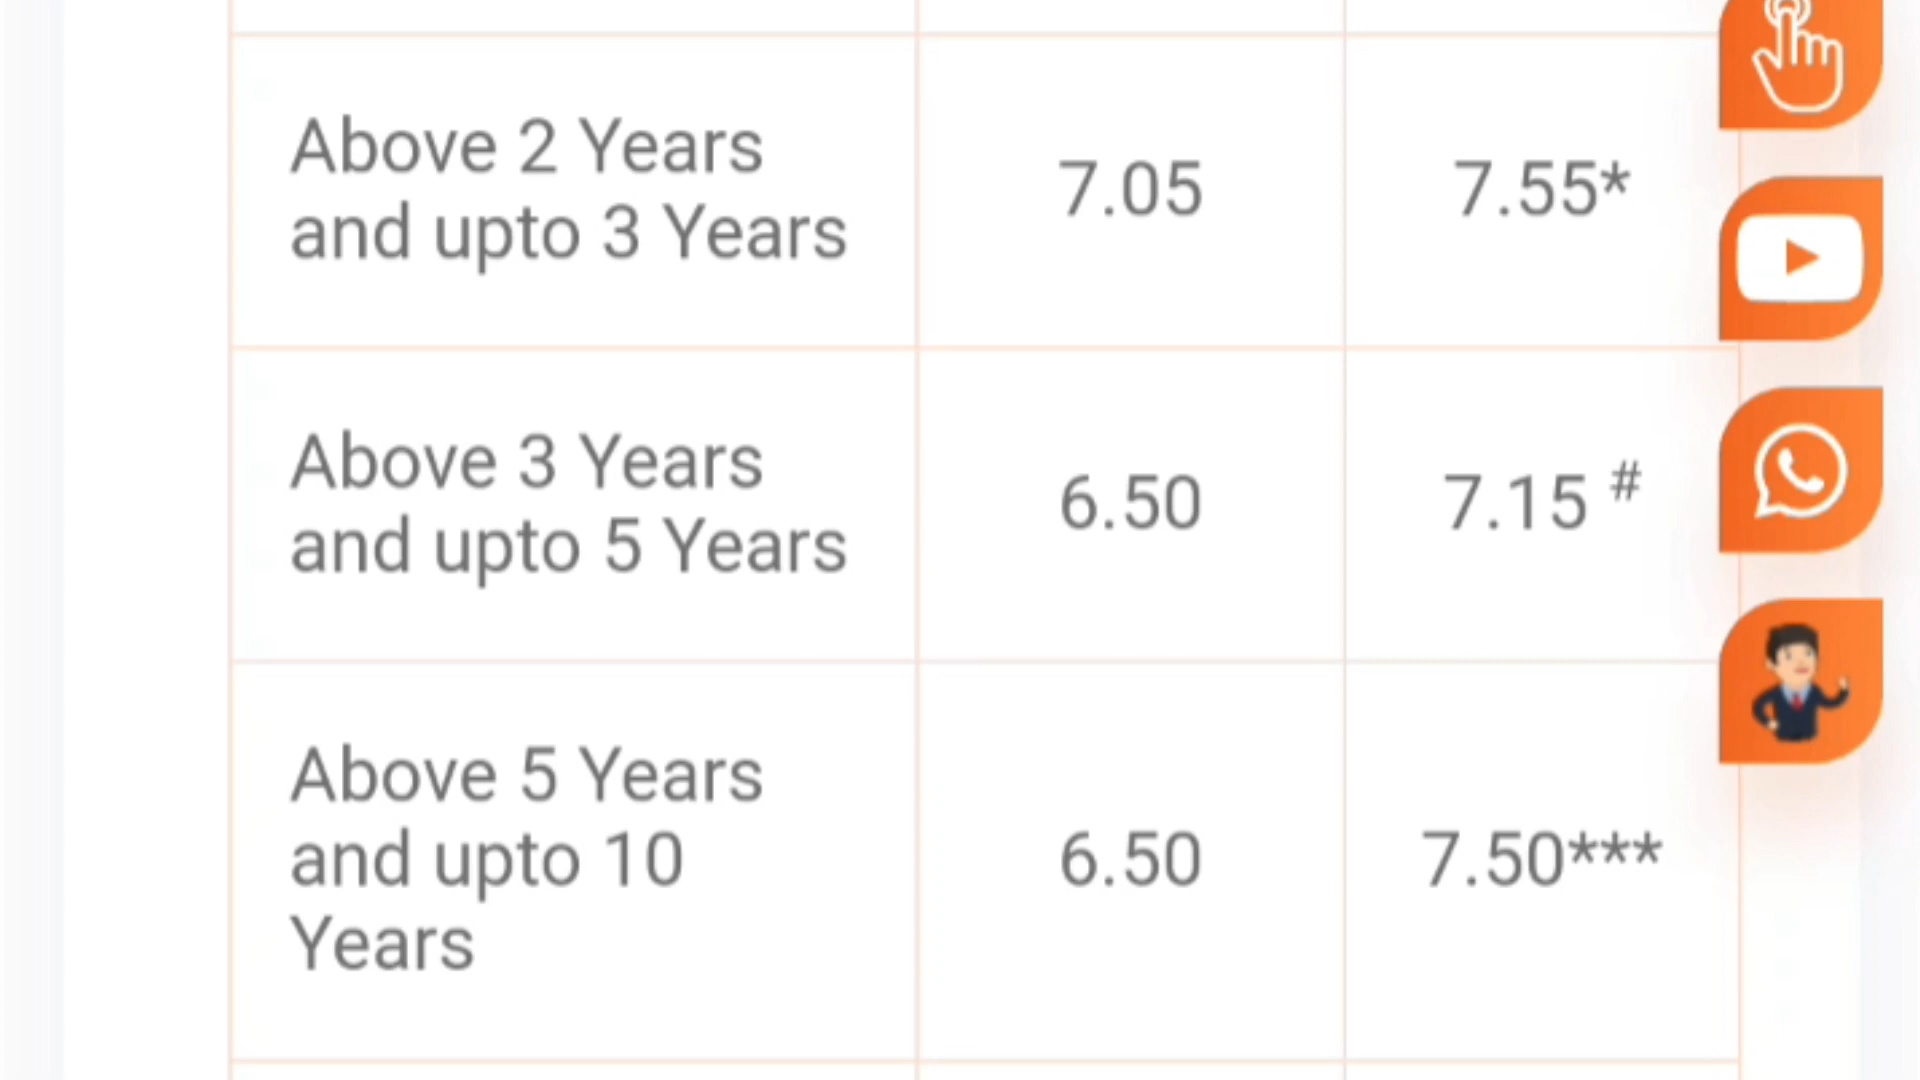 Above 2 Years
and upto 3 Years
7.05
7.55*
Above 3 Years
and upto 5 Years
6.50
7.15 #
Above 5 Years
and upto 10
Years
6.50
7.50***